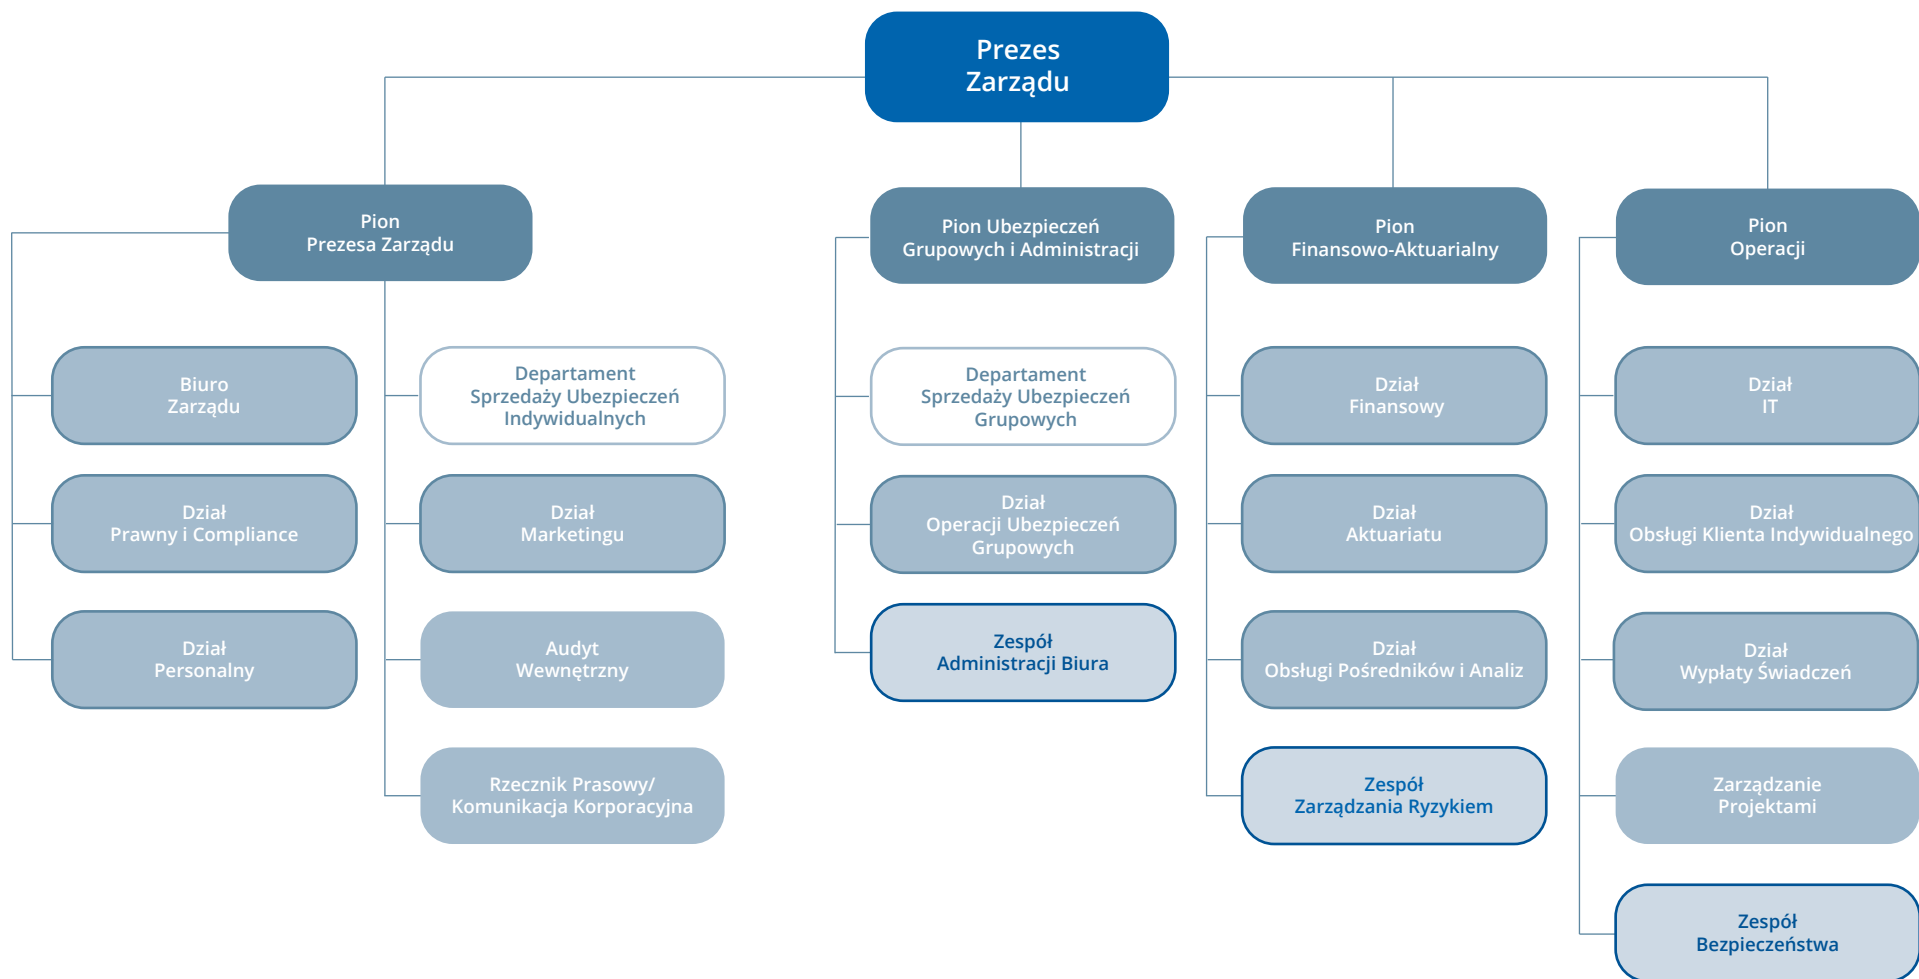 Prezes
Zarządu
Pion
Prezesa Zarządu
Pion Ubezpieczeń
Grupowych i Administracji
Pion
Finansowo-Aktuarialny
Pion
Operacji
Biuro
Zarządu
Departament
Sprzedaży Ubezpieczeń
Indywidualnych
Departament
Sprzedaży Ubezpieczeń
Grupowych
Dział
Finansowy
Dział
IT
Dział
Prawny i Compliance
Dział
Marketingu
Dział
Operacji Ubezpieczeń
Grupowych
Dział
Aktuariatu
Dział
Obsługi Klienta Indywidualnego
Dział
Personalny
Audyt
Wewnętrzny
Zespół
Administracji Biura
Dział
Obsługi Pośredników i Analiz
Dział
Wypłaty Świadczeń
Rzecznik Prasowy/
Komunikacja Korporacyjna
Zespół
Zarządzania Ryzykiem
Zarządzanie
Projektami
Zespół
Bezpieczeństwa